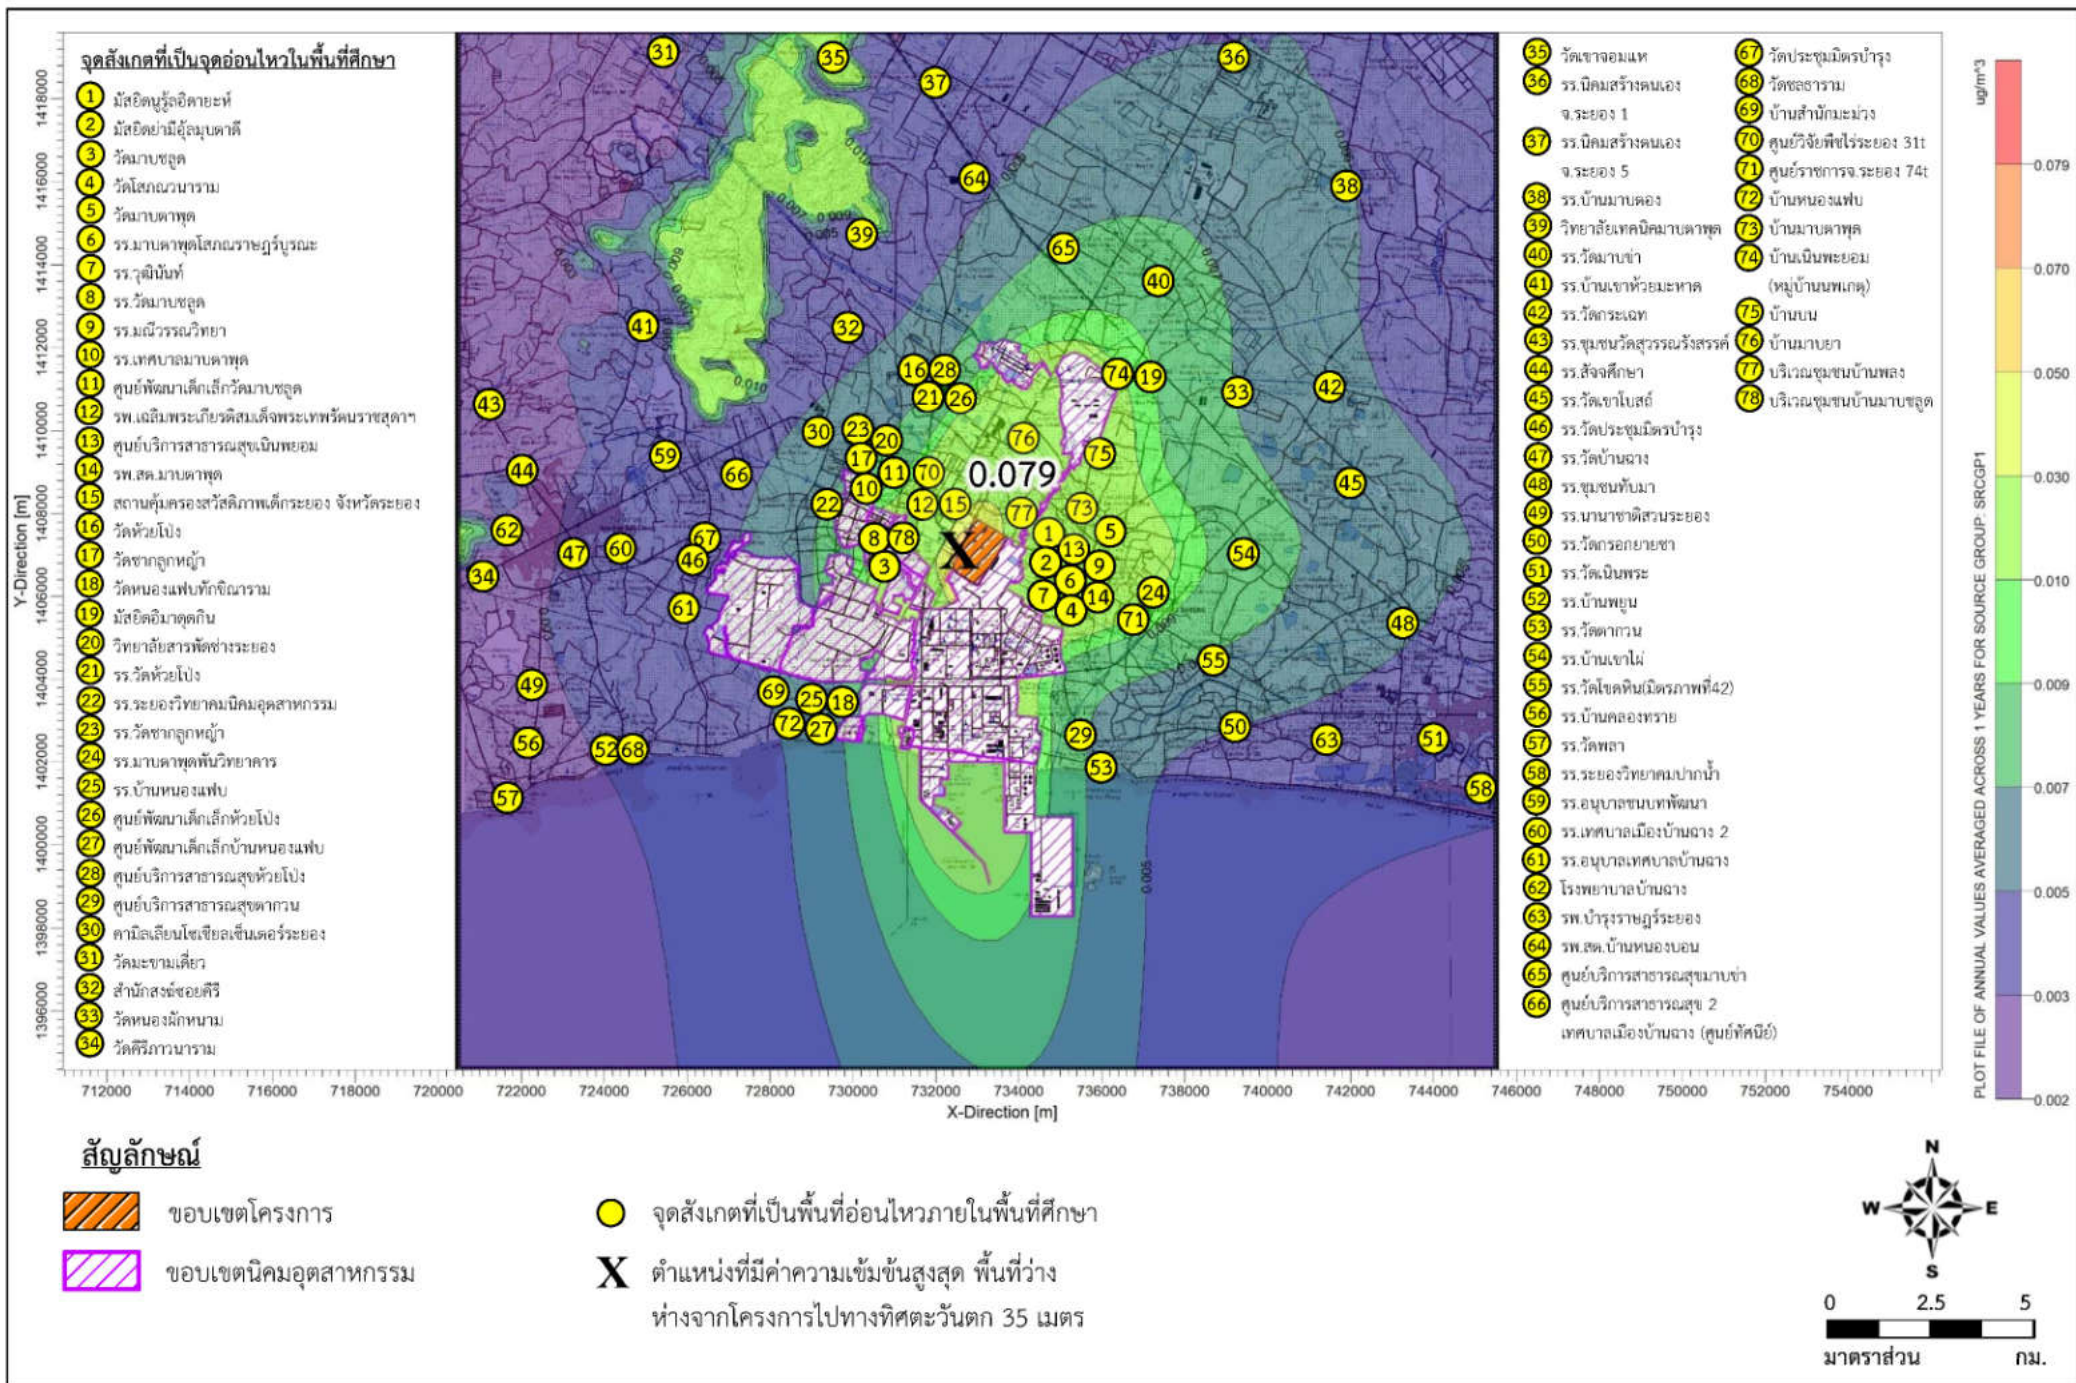 จุดสังเกตที่เป็นจุดอ่อนไหวในพื้นที่ศึกษา
1 มัสยิดนูรู้ลฮิดายะห์
2 มัสยิดย่ามีอุ้ลมุบตาดี
3 วัดมาบชลูด
4 วัดโสภณวนาราม
5 วัดมาบตาพุด
6 รร.มาบตาพุดโสภณราษฎร์บูรณะ
7 รร.วุฒินันท์
8 รร.วัดมาบชลูด
9 รร.มณีวรรณวิทยา
10 รร.เทศบาลมาบตาพุด
11 ศูนย์พัฒนาเด็กเล็กวัดมาบชลูด
12 รพ.เฉลิมพระเกียรติสมเด็จพระเทพรัตนราชสุดาฯ
13 ศูนย์บริการสาธารณสุขเนินพยอม
14 รพ.สต.มาบตาพุด
15 สถานคุ้มครองสวัสดิภาพเด็กระยอง จังหวัดระยอง
16 วัดห้วยโป่ง
17 วัดชากลูกหญ้า
18 วัดหนองแฟบทักขิณาราม
19 มัสยิดอิมาดุดกิน
20 วิทยาลัยสารพัดช่างระยอง
21 รร.วัดห้วยโป่ง
22 รร.ระยองวิทยาคมนิคมอุตสาหกรรม
23 รร.วัดชากลูกหญ้า
24 รร.มาบตาพุดพันวิทยาคาร
25 รร.บ้านหนองแฟบ
26 ศูนย์พัฒนาเด็กเล็กห้วยโป่ง
27 ศูนย์พัฒนาเด็กเล็กบ้านหนองแฟบ
28 ศูนย์บริการสาธารณสุขห้วยโป่ง
29 ศูนย์บริการสาธารณสุขตากวน
30 คามิลเลียนโซเชียลเซ็นเตอร์ระยอง
31 วัดมะขามเดี่ยว
32 สำนักสงฆ์ซอยคีรี
33 วัดหนองผักหนาม
34 วัดคีรีภาวนาราม
35 วัดเขาจอมแห
36 รร.นิคมสร้างตนเอง
จ.ระยอง 1
37 รร.นิคมสร้างตนเอง
จ.ระยอง 5
38 รร.บ้านมาบตอง
39 วิทยาลัยเทคนิคมาบตาพุด
40 รร.วัดมาบข่า
41 รร.บ้านเขาห้วยมะหาด
42 รร.วัดกระเฉท
43 รร.ชุมชนวัดสุวรรณรังสรรค์
44 รร.สัจจศึกษา
45 รร.วัดเขาโบสถ์
46 รร.วัดประชุมมิตรบำรุง
47 รร.วัดบ้านฉาง
48 รร.ชุมชนทับมา
49 รร.นานาชาติสวนระยอง
50 รร.วัดกรอกยายชา
51 รร.วัดเนินพระ
52 รร.บ้านพยูน
53 รร.วัดตากวน
54 รร.บ้านเขาไผ่
55 รร.วัดโขดหิน(มิตรภาพที่42)
56 รร.บ้านคลองทราย
57 รร.วัดพลา
58 รร.ระยองวิทยาคมปากน้ำ
59 รร.อนุบาลชนบทพัฒนา
60 รร.เทศบาลเมืองบ้านฉาง 2
61 รร.อนุบาลเทศบาลบ้านฉาง
62 โรงพยาบาลบ้านฉาง
63 รพ.บำรุงราษฎร์ระยอง
64 รพ.สต.บ้านหนองบอน
65 ศูนย์บริการสาธารณสุขมาบข่า
66 ศูนย์บริการสาธารณสุข 2
เทศบาลเมืองบ้านฉาง (ศูนย์ทัศนีย์)
67 วัดประชุมมิตรบำรุง
68 วัดชลธาราม
69 บ้านสำนักมะม่วง
70 ศูนย์วิจัยพืชไร่ระยอง 31t
71 ศูนย์ราชการจ.ระยอง 74t
72 บ้านหนองแฟบ
73 บ้านมาบตาพุด
74 บ้านเนินพะยอม
(หมู่บ้านนพเกตุ)
75 บ้านบน
76 บ้านมาบยา
77 บริเวณชุมชนบ้านพลง
78 บริเวณชุมชนบ้านมาบชลูด
0.079
X
Y-Direction [m]
1418000
1416000
1414000
1412000
1410000
1408000
1406000
1404000
1402000
1400000
1398000
1396000
712000 714000 716000 718000 720000 722000 724000 726000 728000 730000 732000 734000 736000 738000 740000 742000 744000 746000 748000 750000 752000 754000
X-Direction [m]
ug/m^3
PLOT FILE OF ANNUAL VALUES AVERAGED ACROSS 1 YEARS FOR SOURCE GROUP: SRCGP1
0.079
0.070
0.050
0.030
0.010
0.009
0.007
0.005
0.003
0.002
สัญลักษณ์
ขอบเขตโครงการ
ขอบเขตนิคมอุตสาหกรรม
จุดสังเกตที่เป็นพื้นที่อ่อนไหวภายในพื้นที่ศึกษา
X ตำแหน่งที่มีค่าความเข้มข้นสูงสุด พื้นที่ว่าง
ห่างจากโครงการไปทางทิศตะวันตก 35 เมตร
N
W E
S
0 2.5 5
มาตราส่วน กม.